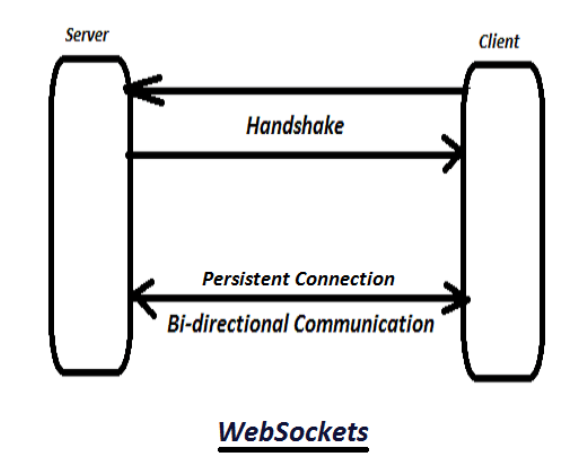 Server
Client
Handshake
Persistent Connection
Bi-directional Communication
WebSockets